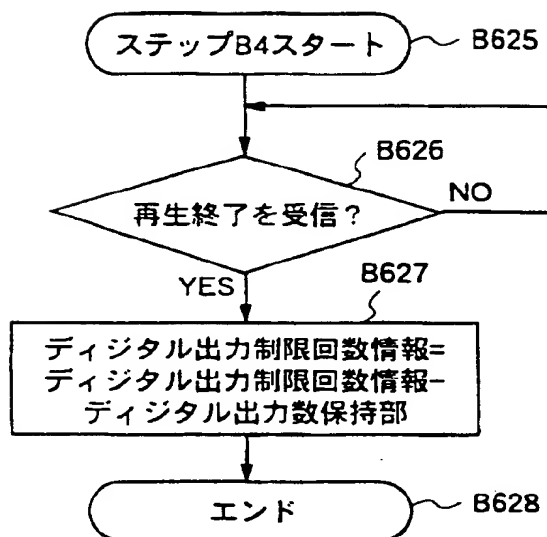 ステップB4スタート
B625
B626
再生終了を受信?
NO
YES
B627
ディジタル出力制限回数情報=
ディジタル出力制限回数情報−
ディジタル出力数保持部
エンド
B628